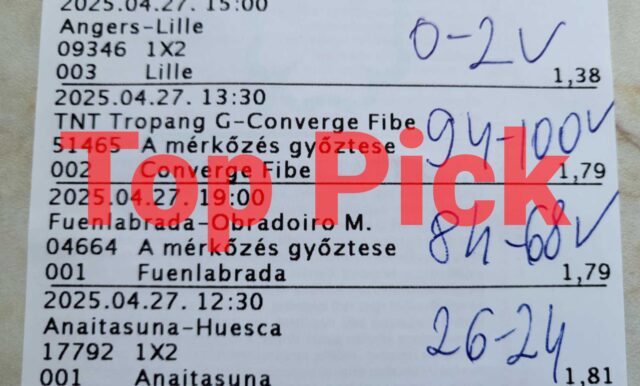 2025.04.27. 15:00
Angers-Lille
09346 1X2
003 Lille 1,38
0-2✓
2025.04.27. 13:30
TNT Tropang G-Converge Fibe
51465 A mérkőzés győztese
002 Converge Fibe 1,79
94-100✓
2025.04.27. 19:00
Fuenlabrada-Obradoiro M.
04664 A mérkőzés győztese
001 Fuenlabrada 1,79
84-68✓
2025.04.27. 12:30
Anaitasuna-Huesca
17792 1X2
001 Anaitasuna 1,81
26-24
Top Pick